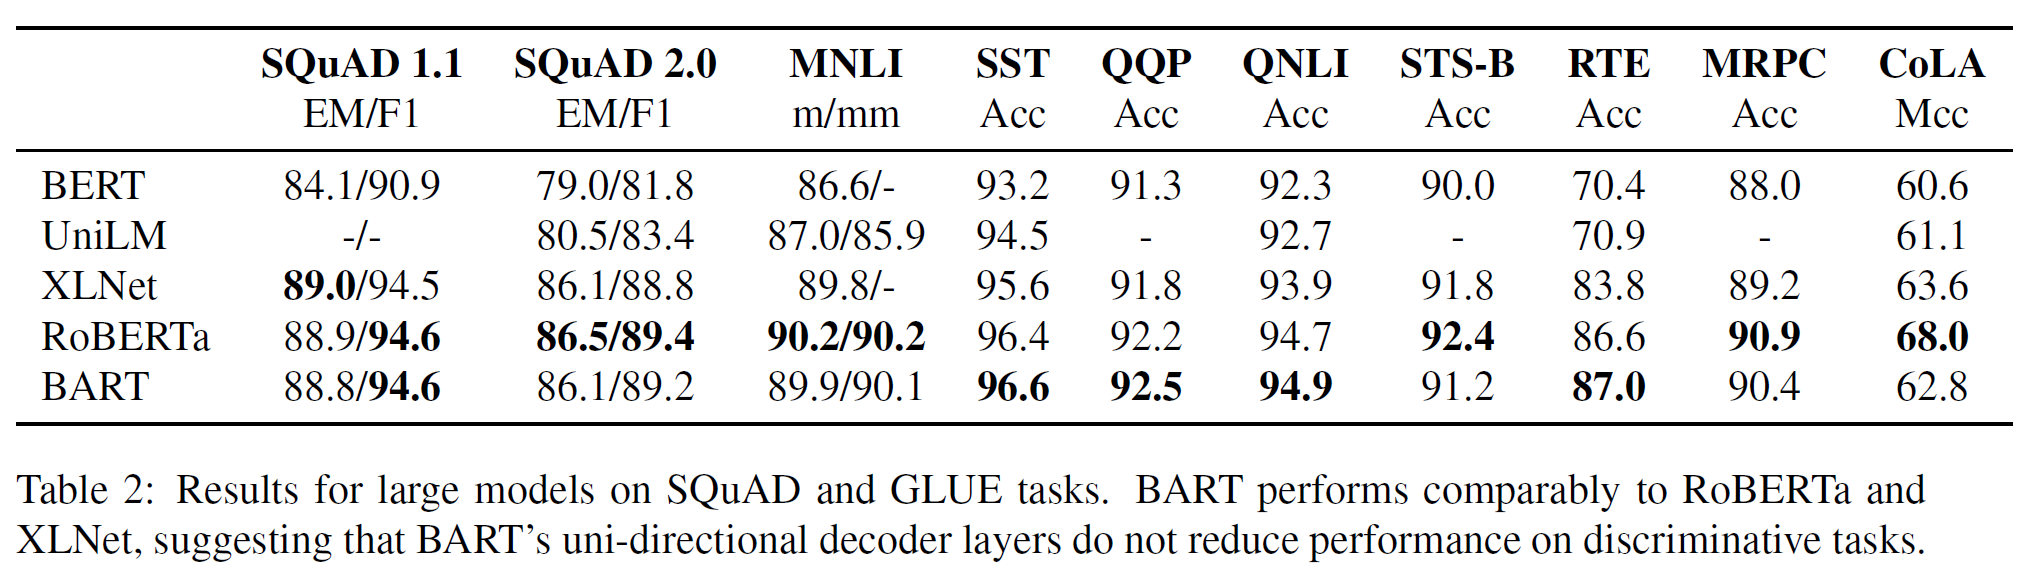 SQuAD 1.1 SQuAD 2.0 MNLI SST QQP QNLI STS-B RTE MRPC CoLA
EM/F1 EM/F1 m/mm Acc Acc Acc Acc Acc Acc Mcc
BERT 84.1/90.9 79.0/81.8 86.6/- 93.2 91.3 92.3 90.0 70.4 88.0 60.6
UniLM -/- 80.5/83.4 87.0/85.9 94.5 - 92.7 - 70.9 - 61.1
XLNet 89.0/94.5 86.1/88.8 89.8/- 95.6 91.8 93.9 91.8 83.8 89.2 63.6
RoBERTa 88.9/94.6 86.5/89.4 90.2/90.2 96.4 92.2 94.7 92.4 86.6 90.9 68.0
BART 88.8/94.6 86.1/89.2 89.9/90.1 96.6 92.5 94.9 91.2 87.0 90.4 62.8
Table 2: Results for large models on SQuAD and GLUE tasks. BART performs comparably to RoBERTa and
XLNet, suggesting that BART's uni-directional decoder layers do not reduce performance on discriminative tasks.